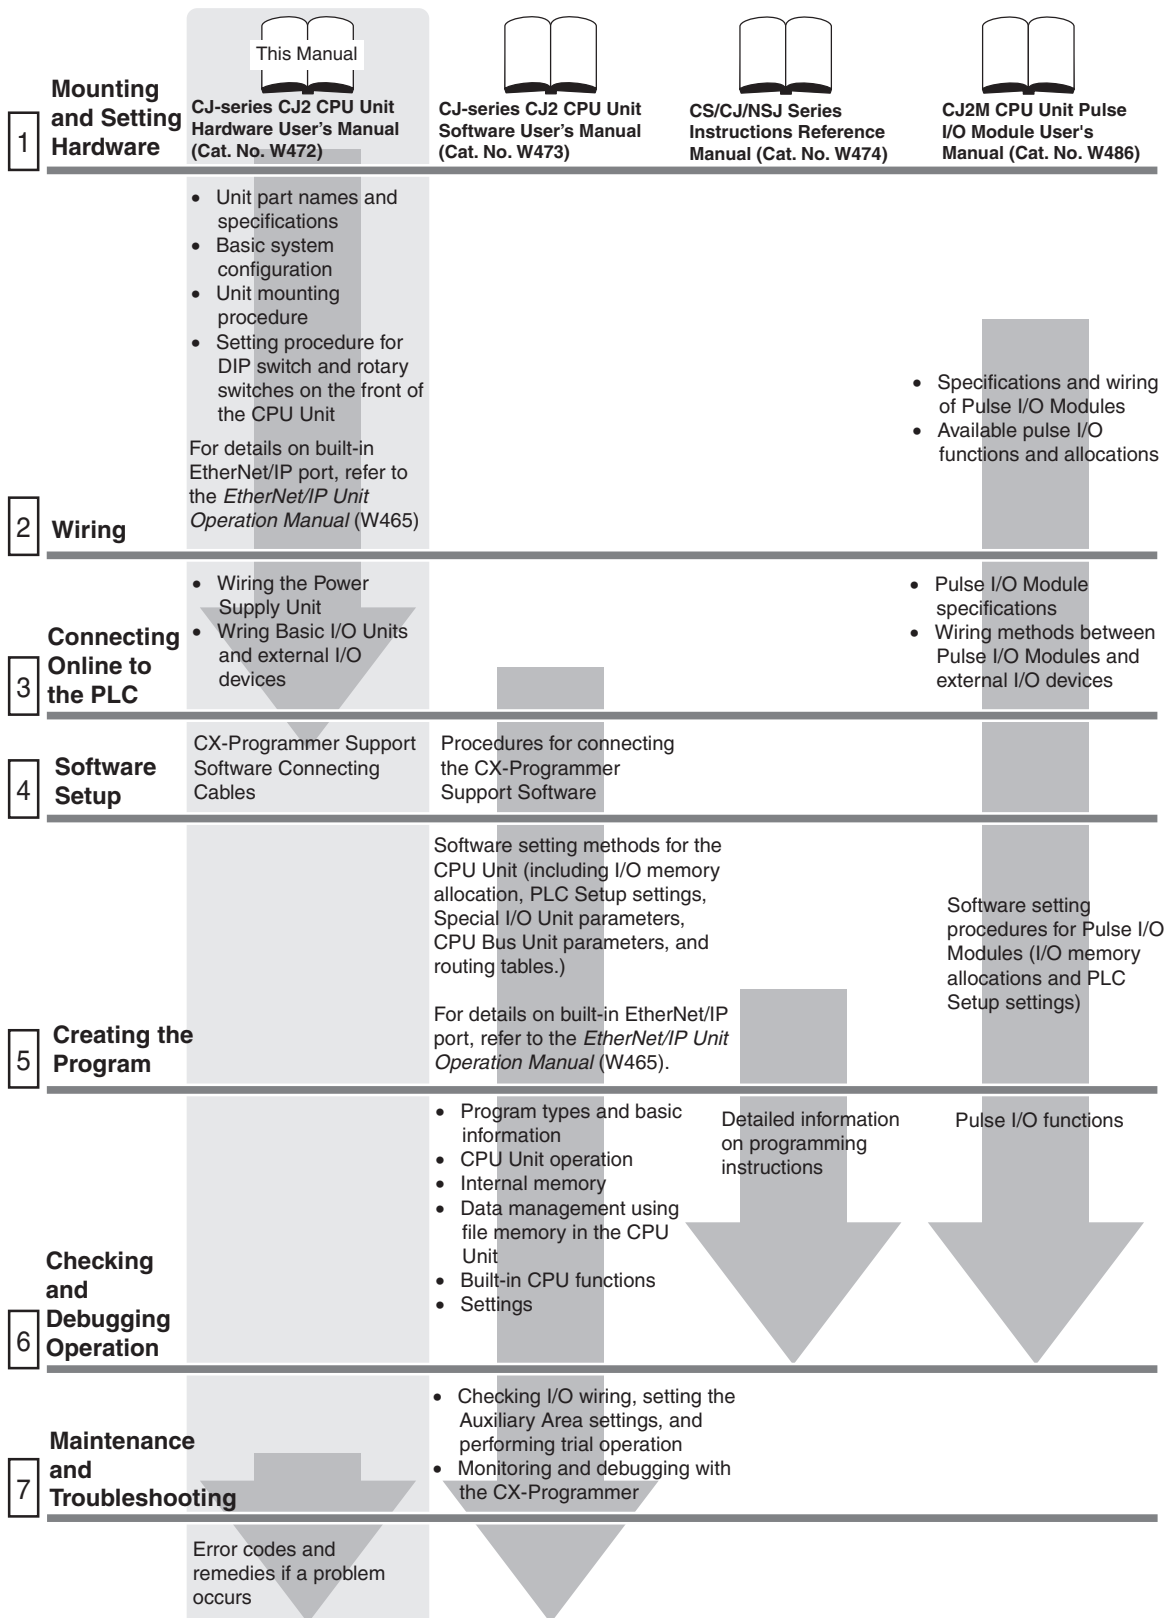 This Manual
CJ-series CJ2 CPU Unit
Hardware User's Manual
(Cat. No. W472)
CJ-series CJ2 CPU Unit
Software User's Manual
(Cat. No. W473)
CS/CJ/NSJ Series
Instructions Reference
Manual (Cat. No. W474)
CJ2M CPU Unit Pulse
I/O Module User's
Manual (Cat. No. W486)
1
Mounting
and Setting
Hardware
• Unit part names and
specifications
• Basic system
configuration
• Unit mounting
procedure
• Setting procedure for
DIP switch and rotary
switches on the front of
the CPU Unit
For details on built-in
EtherNet/IP port, refer to
the EtherNet/IP Unit
Operation Manual (W465)
• Specifications and wiring
of Pulse I/O Modules
• Available pulse I/O
functions and allocations
2
Wiring
• Wiring the Power
Supply Unit
• Wring Basic I/O Units
and external I/O
devices
• Pulse I/O Module
specifications
• Wiring methods between
Pulse I/O Modules and
external I/O devices
3
Connecting
Online to
the PLC
CX-Programmer Support
Software Connecting
Cables
Procedures for connecting
the CX-Programmer
Support Software
4
Software
Setup
Software setting methods for the
CPU Unit (including I/O memory
allocation, PLC Setup settings,
Special I/O Unit parameters,
CPU Bus Unit parameters, and
routing tables.)
For details on built-in EtherNet/IP
port, refer to the EtherNet/IP Unit
Operation Manual (W465).
Software setting
procedures for Pulse I/O
Modules (I/O memory
allocations and PLC
Setup settings)
5
Creating the
Program
• Program types and basic
information
• CPU Unit operation
• Internal memory
• Data management using
file memory in the CPU
Unit
• Built-in CPU functions
• Settings
Detailed information
on programming
instructions
Pulse I/O functions
6
Checking
and
Debugging
Operation
• Checking I/O wiring, setting the
Auxiliary Area settings, and
performing trial operation
• Monitoring and debugging with
the CX-Programmer
7
Maintenance
and
Troubleshooting
Error codes and
remedies if a problem
occurs